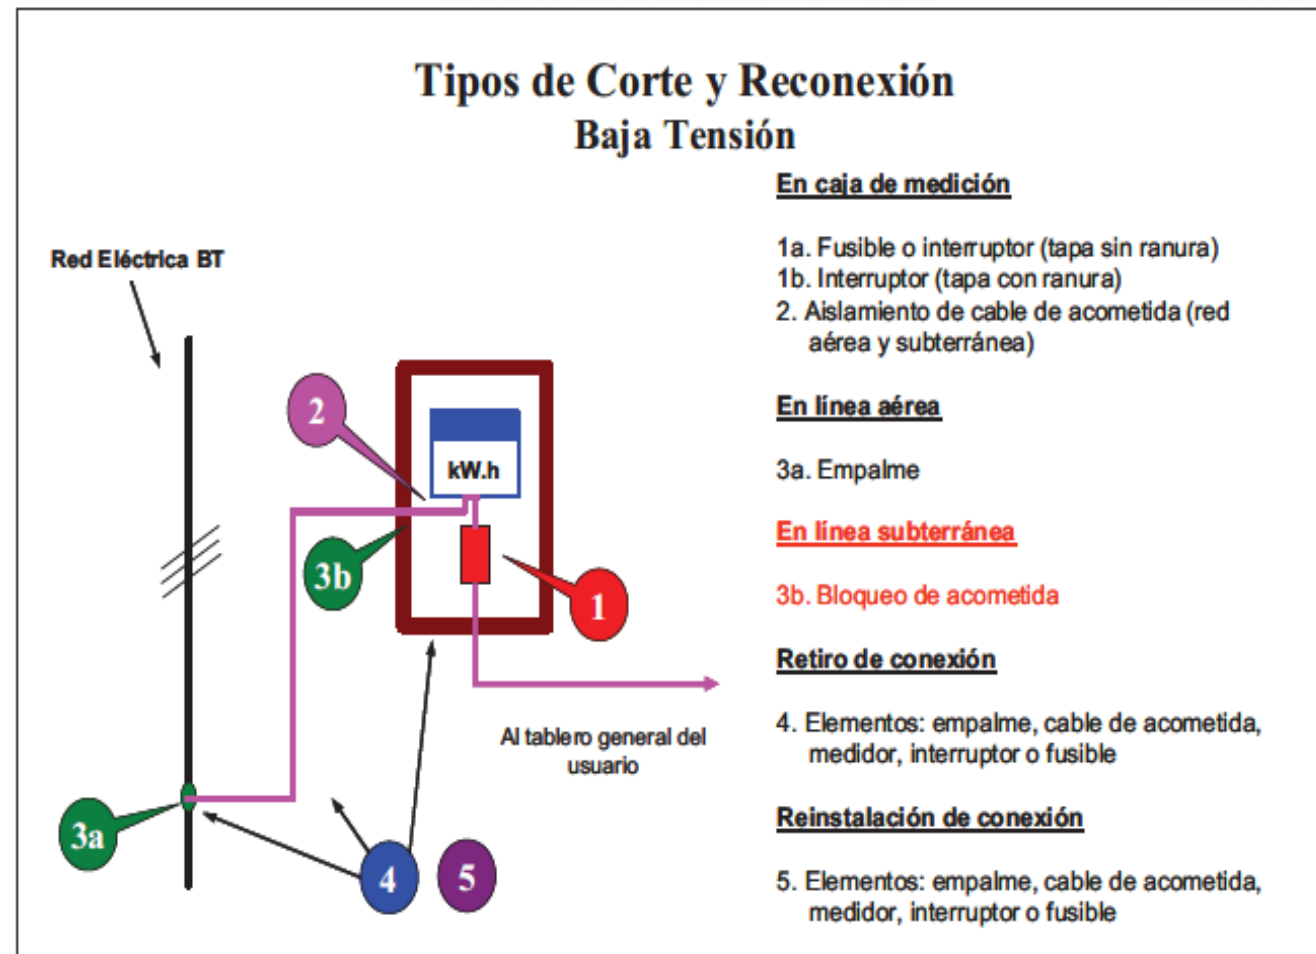 Tipos de Corte y Reconexión
Baja Tensión
Red Eléctrica BT
2
kW.h
3b
1
Al tablero general del
usuario
3a
4
5
En caja de medición
1a. Fusible o interruptor (tapa sin ranura)
1b. Interruptor (tapa con ranura)
2. Aislamiento de cable de acometida (red
aérea y subterránea)
En línea aérea
3a. Empalme
En línea subterránea
3b. Bloqueo de acometida
Retiro de conexión
4. Elementos: empalme, cable de acometida,
medidor, interruptor o fusible
Reinstalación de conexión
5. Elementos: empalme, cable de acometida,
medidor, interruptor o fusible